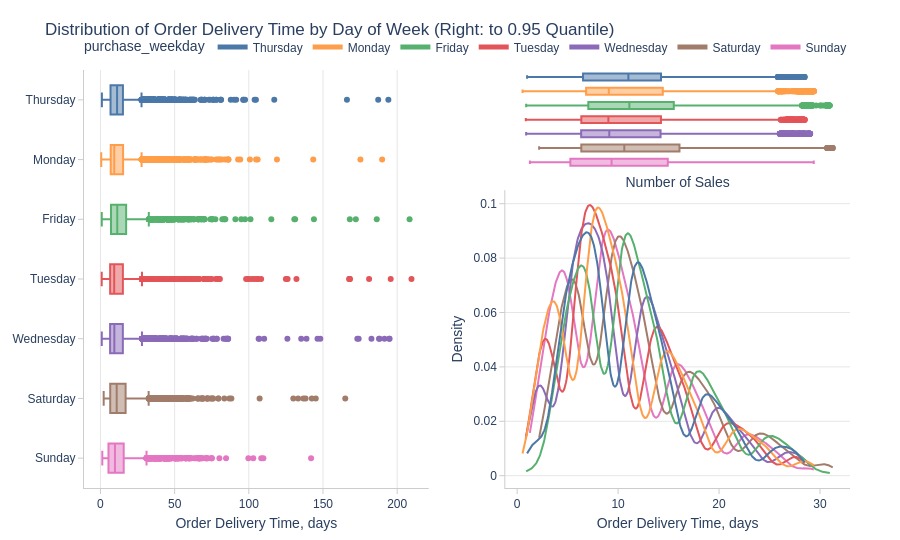 Distribution of Order Delivery Time by Day of Week (Right: to 0.95 Quantile)
purchase_weekday Thursday Monday Friday Tuesday Wednesday Saturday Sunday
Thursday
Monday
Friday
Tuesday
Wednesday
Saturday
Sunday
0 50 100 150 200
Order Delivery Time, days
Number of Sales
0.1
0.08
0.06
0.04
0.02
0
Density
0 10 20 30
Order Delivery Time, days